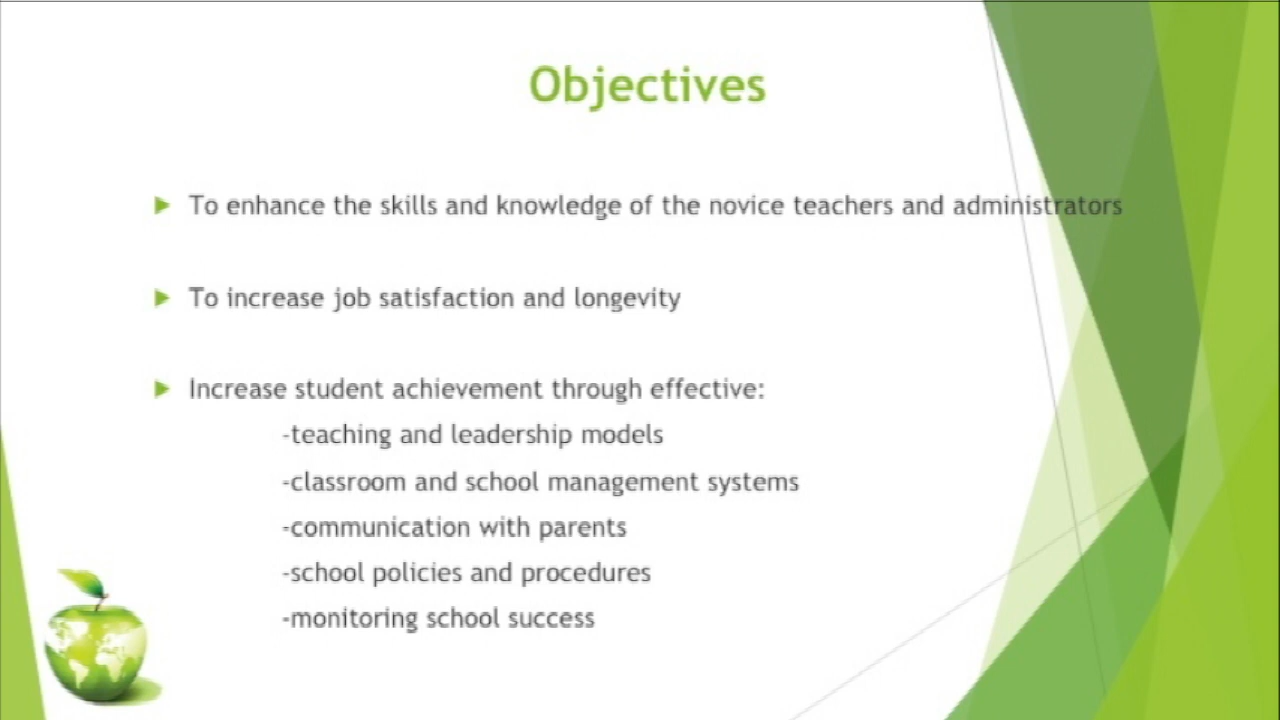 Objectives
To enhance the skills and knowledge of the novice teachers and administrators
To increase job satisfaction and longevity
Increase student achievement through effective:
-teaching and leadership models
-classroom and school management systems
-communication with parents
-school policies and procedures
-monitoring school success